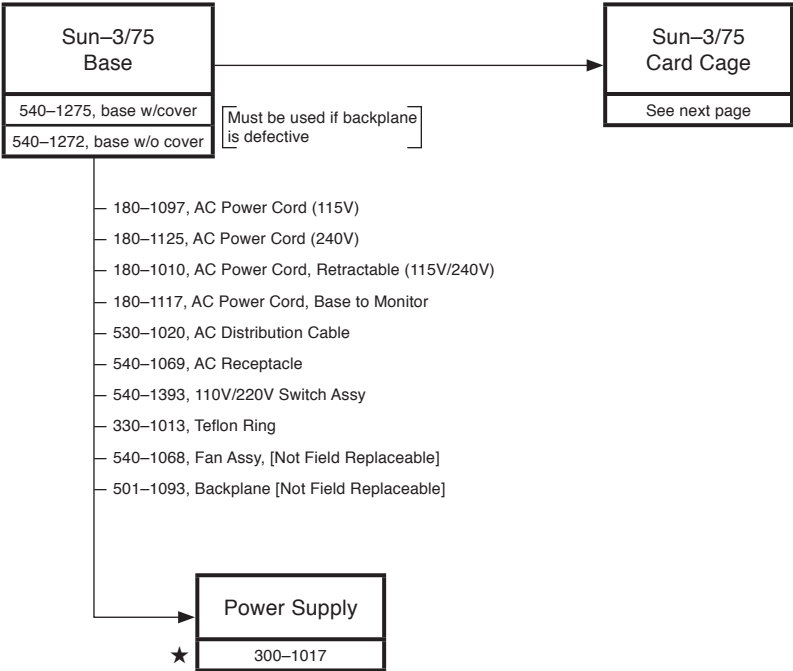 Sun–3/75
Base
540–1275, base w/cover
540–1272, base w/o cover
Must be used if backplane
is defective
Sun–3/75
Card Cage
See next page
180–1097, AC Power Cord (115V)
180–1125, AC Power Cord (240V)
180–1010, AC Power Cord, Retractable (115V/240V)
180–1117, AC Power Cord, Base to Monitor
530–1020, AC Distribution Cable
540–1069, AC Receptacle
540–1393, 110V/220V Switch Assy
330–1013, Teflon Ring
540–1068, Fan Assy, [Not Field Replaceable]
501–1093, Backplane [Not Field Replaceable]
Power Supply
★ 300–1017